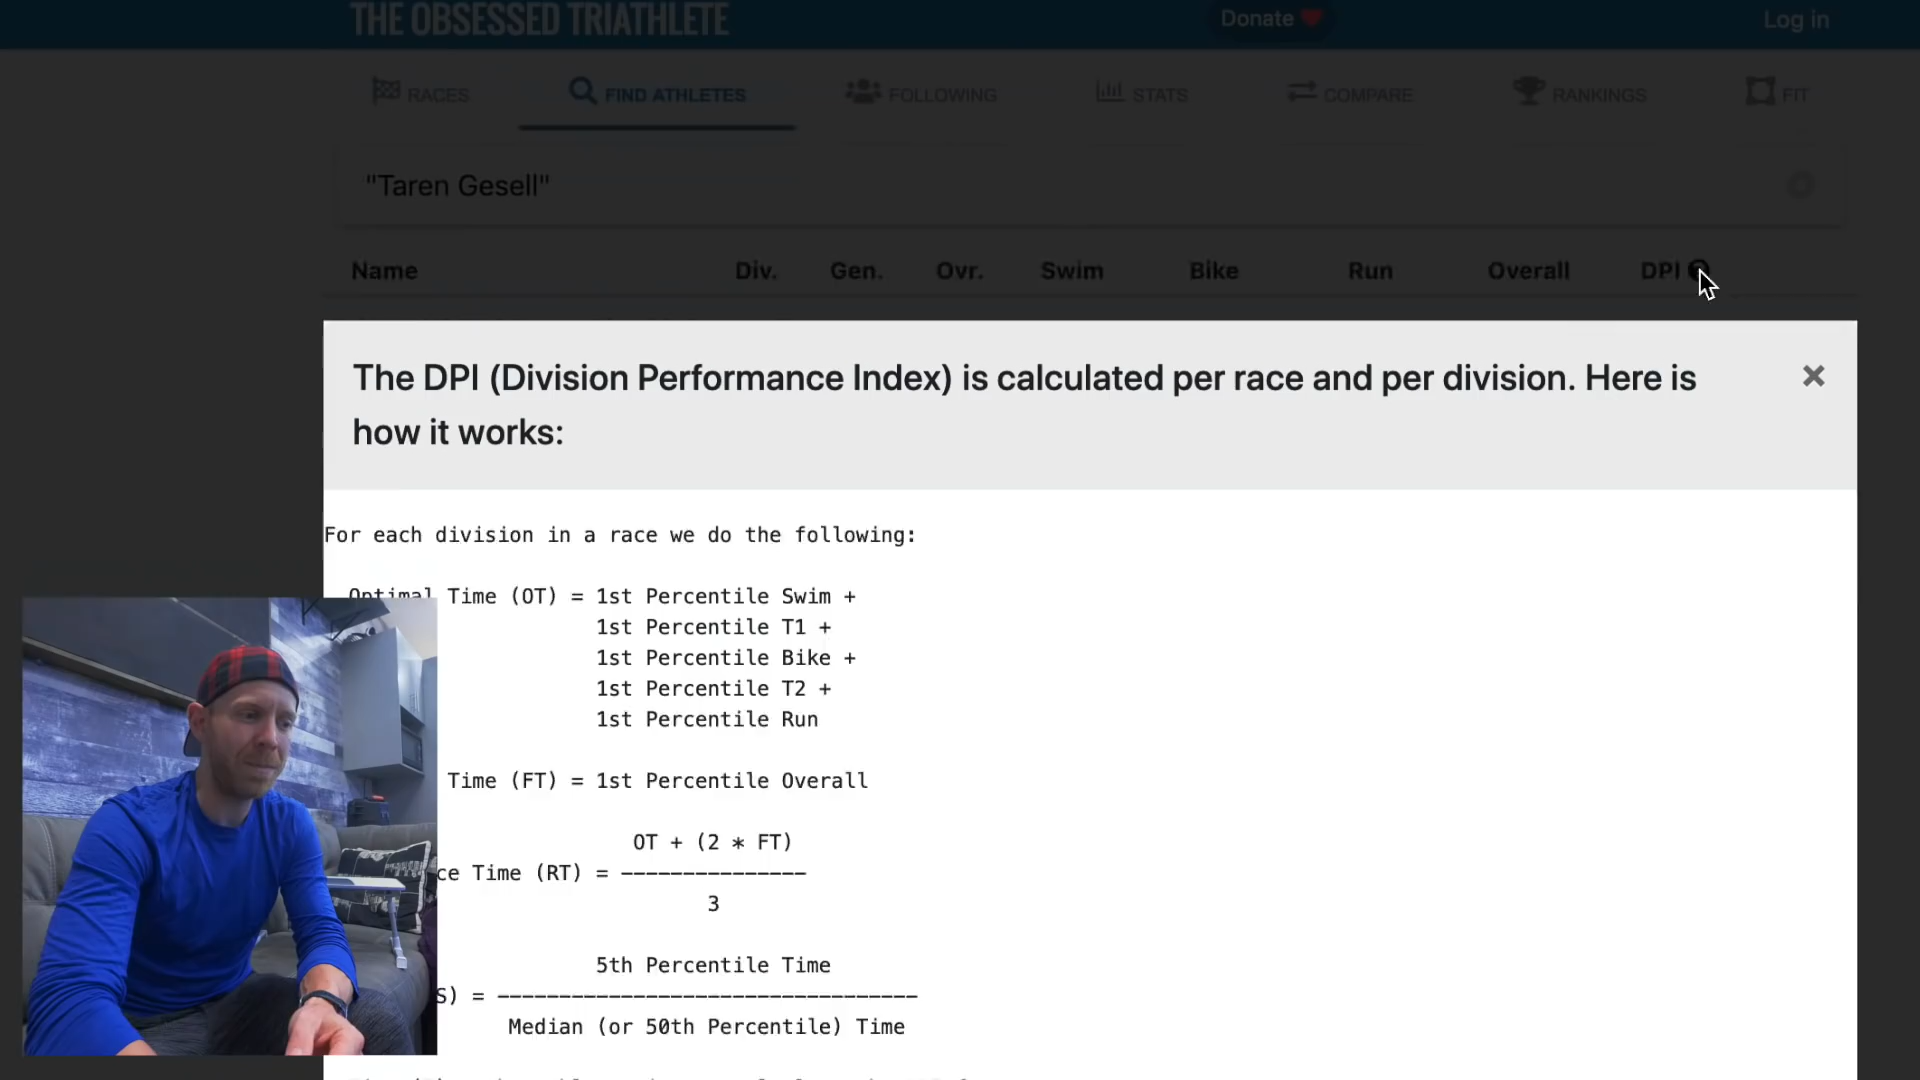 THE OBSESSED TRIATHLETE
Donate
Log in
RACES
FIND ATHLETES
FOLLOWING
STATS
COMPARE
RANKINGS
FIT
"Taren Gesell"
Name Div. Gen. Ovr. Swim Bike Run Overall DPI
The DPI (Division Performance Index) is calculated per race and per division. Here is
how it works:
For each division in a race we do the following:
Optimal Time (OT) = 1st Percentile Swim +
1st Percentile T1 +
1st Percentile Bike +
1st Percentile T2 +
1st Percentile Run
Time (FT) = 1st Percentile Overall
OT + (2 * FT)
ce Time (RT) = ---------------
3
5th Percentile Time
S) = ----------------------------------
Median (or 50th Percentile) Time